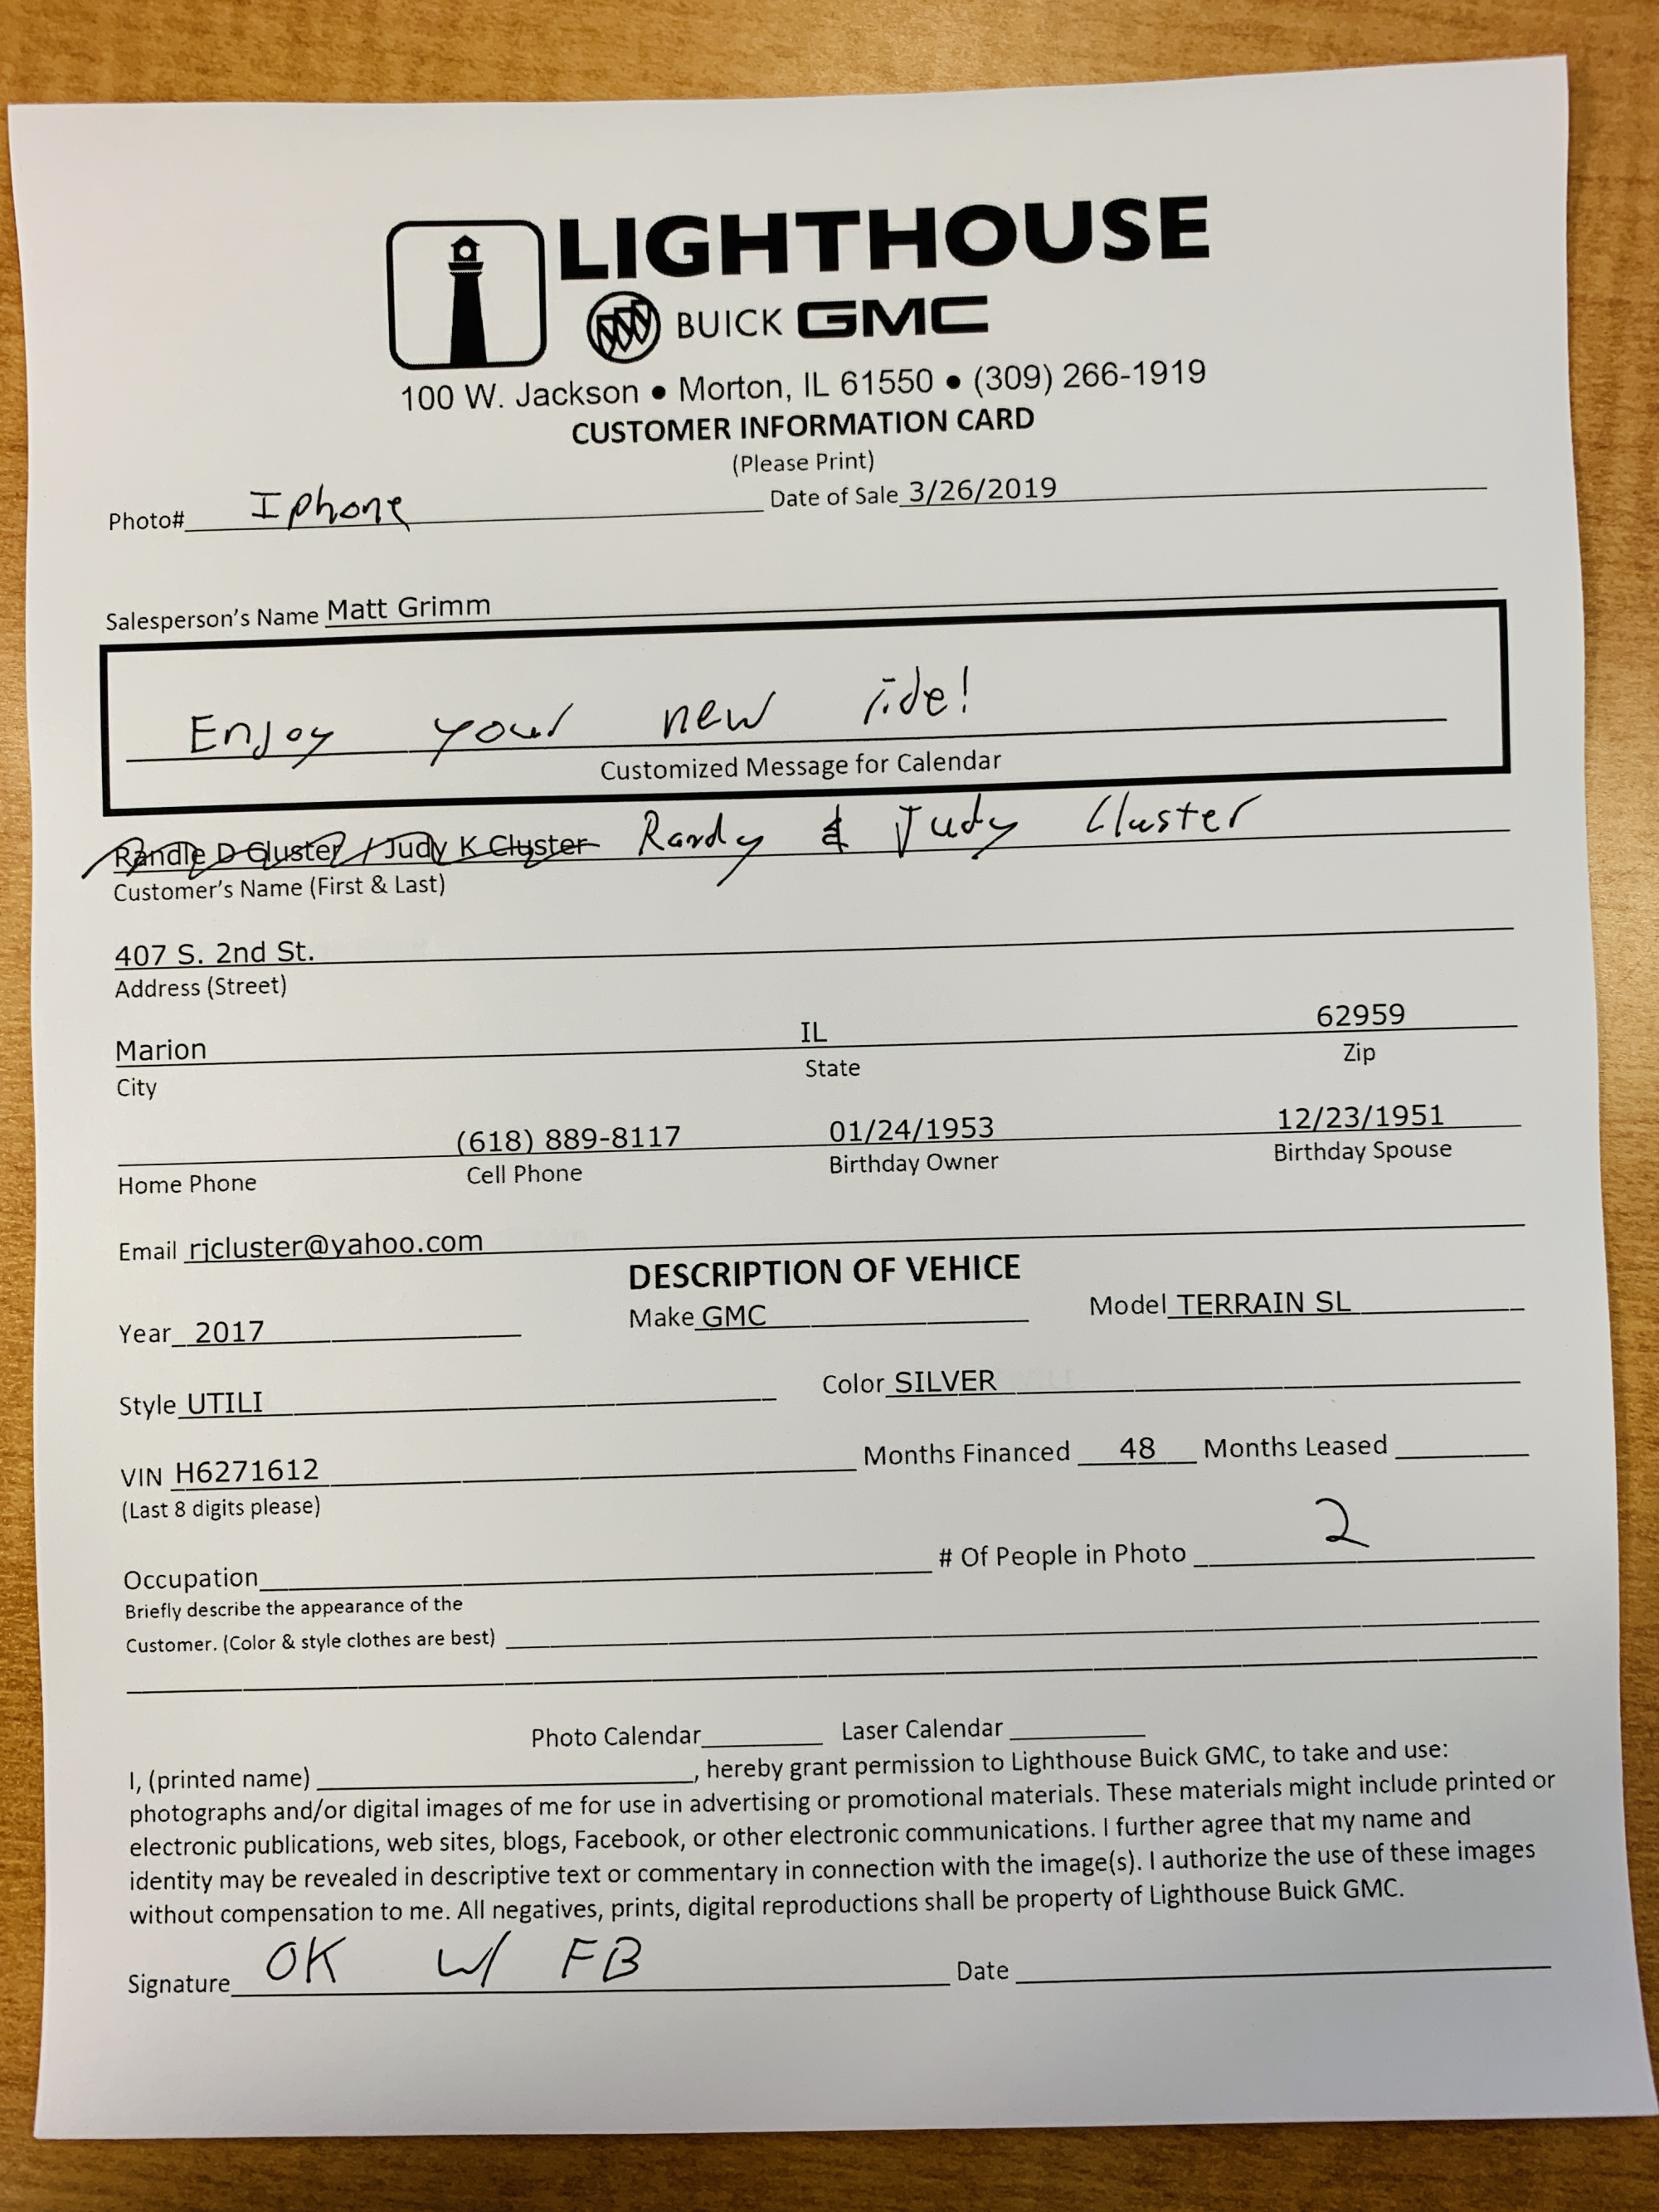 LIGHTHOUSE
BUICK GMC
100 W. Jackson • Morton, IL 61550 • (309) 266-1919
CUSTOMER INFORMATION CARD
(Please Print)
Photo# Iphone Date of Sale 3/26/2019
Salesperson's Name Matt Grimm
Enjoy your new ride!
Customized Message for Calendar
Randle D Cluster / Judy K Cluster Randy & Judy Cluster
Customer's Name (First & Last)
407 S. 2nd St.
Address (Street)
Marion IL 62959
City State Zip
(618) 889-8117 01/24/1953 12/23/1951
Home Phone Cell Phone Birthday Owner Birthday Spouse
Email rjcluster@yahoo.com
DESCRIPTION OF VEHICE
Year 2017 Make GMC Model TERRAIN SL
Style UTILI Color SILVER
VIN H6271612 Months Financed 48 Months Leased
(Last 8 digits please)
Occupation # Of People in Photo 2
Briefly describe the appearance of the
Customer. (Color & style clothes are best)
Photo Calendar Laser Calendar
I, (printed name) , hereby grant permission to Lighthouse Buick GMC, to take and use:
photographs and/or digital images of me for use in advertising or promotional materials. These materials might include printed or
electronic publications, web sites, blogs, Facebook, or other electronic communications. I further agree that my name and
identity may be revealed in descriptive text or commentary in connection with the image(s). I authorize the use of these images
without compensation to me. All negatives, prints, digital reproductions shall be property of Lighthouse Buick GMC.
Signature OK w/ FB Date